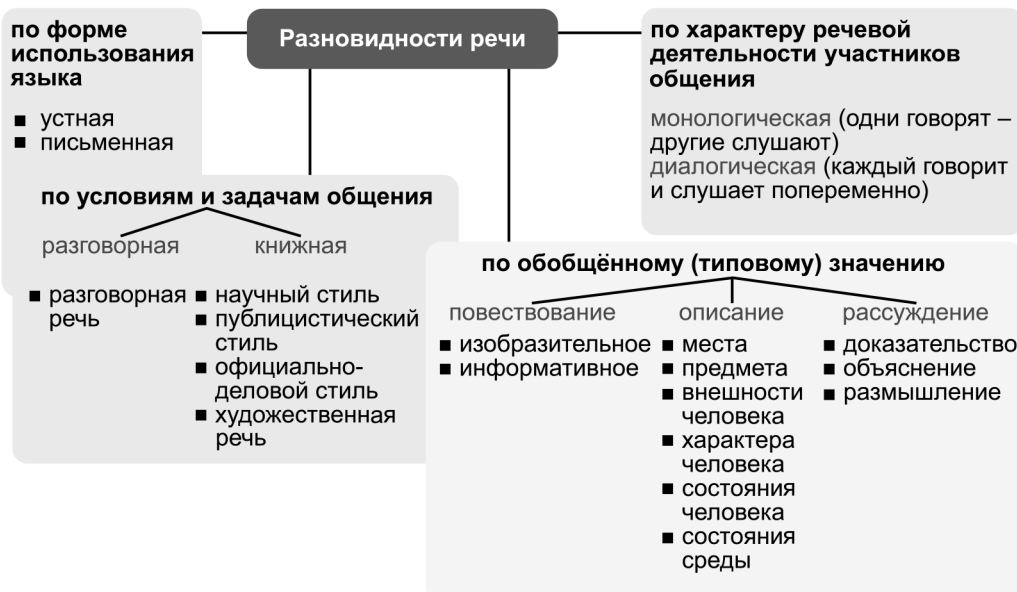 Разновидности речи
по форме
использования
языка
■ устная
■ письменная
по характеру речевой
деятельности участников
общения
монологическая (одни говорят –
другие слушают)
диалогическая (каждый говорит
и слушает попеременно)
по условиям и задачам общения
разговорная
■ разговорная
речь
книжная
■ научный стиль
■ публицистический
стиль
■ официально-
деловой стиль
■ художественная
речь
по обобщённому (типовому) значению
повествование
■ изобразительное
■ информативное
описание
■ места
■ предмета
■ внешности
человека
■ характера
человека
■ состояния
человека
■ состояния
среды
рассуждение
■ доказательство
■ объяснение
■ размышление